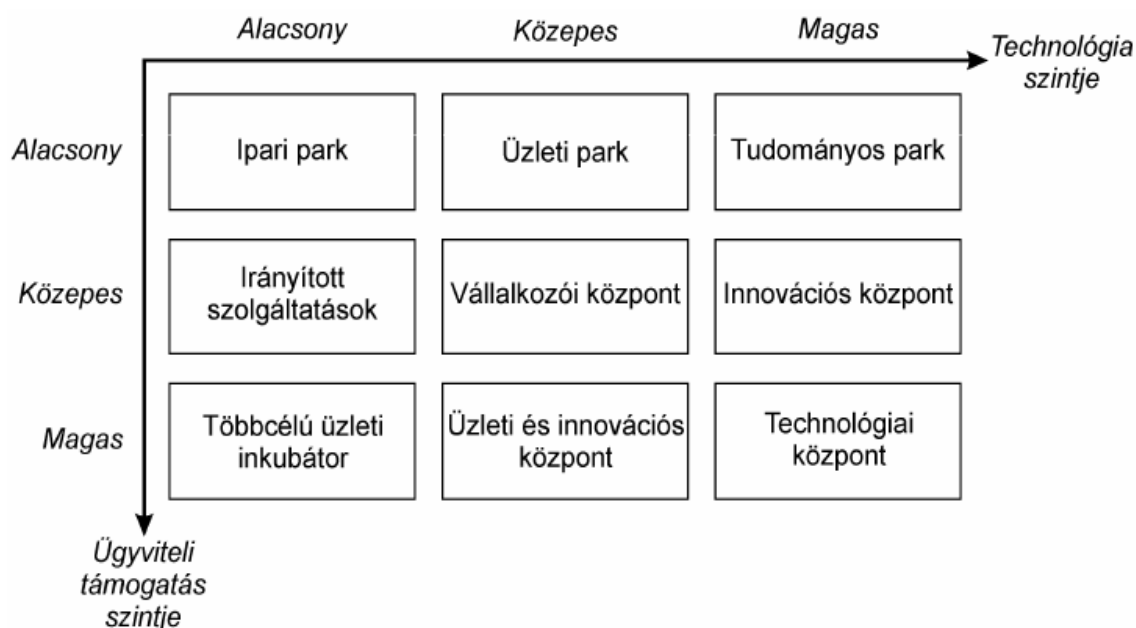 Alacsony
Közepes
Magas
Technológia
szintje
Alacsony
Ipari park
Üzleti park
Tudományos park
Közepes
Irányított
szolgáltatások
Vállalkozói központ
Innovációs központ
Magas
Többcélú üzleti
inkubátor
Üzleti és innovációs
központ
Technológiai
központ
Ügyviteli
támogatás
szintje